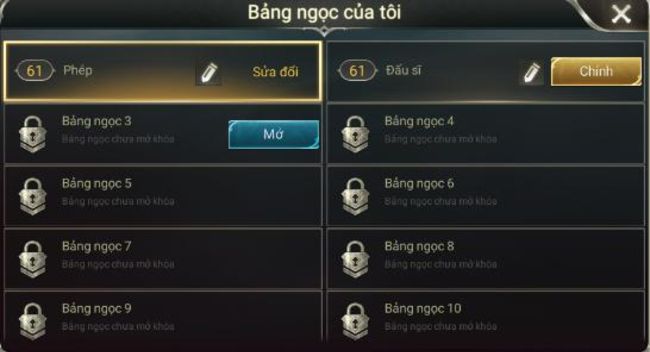 Bảng ngọc của tôi
61 Phép Sửa đổi
61 Đấu sĩ Chỉnh
Bảng ngọc 3
Bảng ngọc chưa mở khóa
Mở
Bảng ngọc 4
Bảng ngọc chưa mở khóa
Bảng ngọc 5
Bảng ngọc chưa mở khóa
Bảng ngọc 6
Bảng ngọc chưa mở khóa
Bảng ngọc 7
Bảng ngọc chưa mở khóa
Bảng ngọc 8
Bảng ngọc chưa mở khóa
Bảng ngọc 9
Bảng ngọc chưa mở khóa
Bảng ngọc 10
Bảng ngọc chưa mở khóa